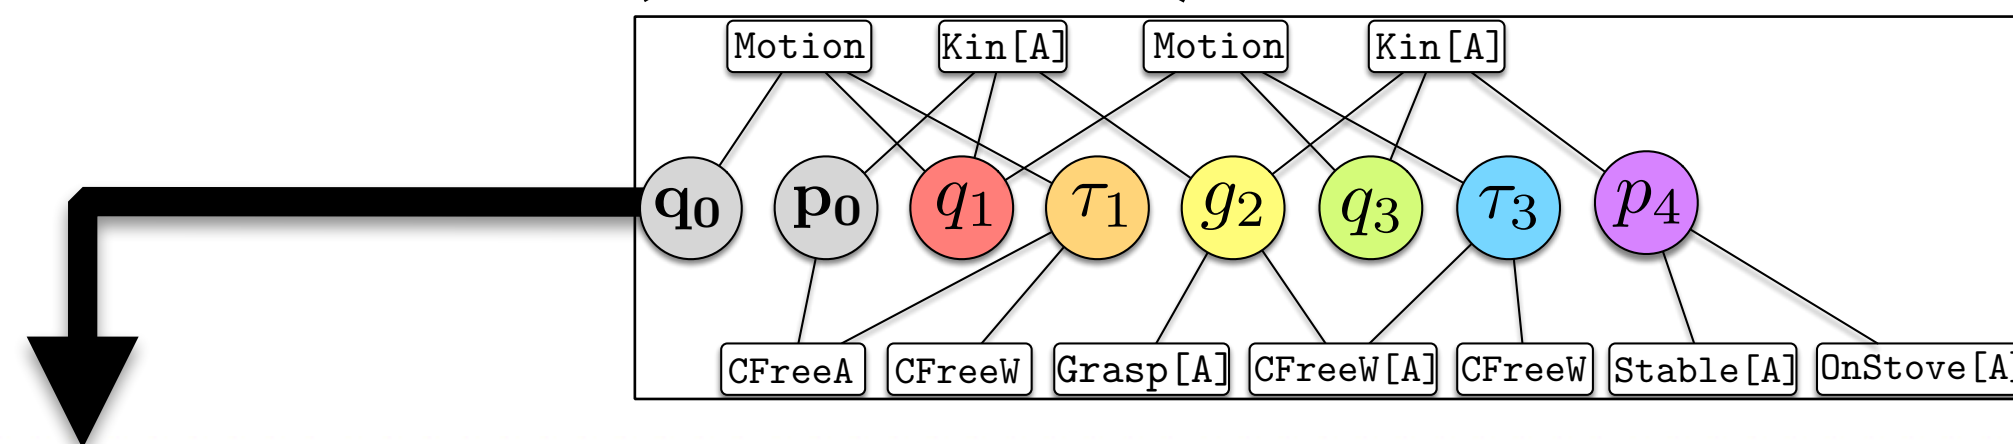 Motion Kin[A] Motion Kin[A]
q₀ p₀ q₁ τ₁ g₂ q₃ τ₃ p₄
CFreeA CFreeW Grasp[A] CFreeW[A] CFreeW Stable[A] OnStove[A]